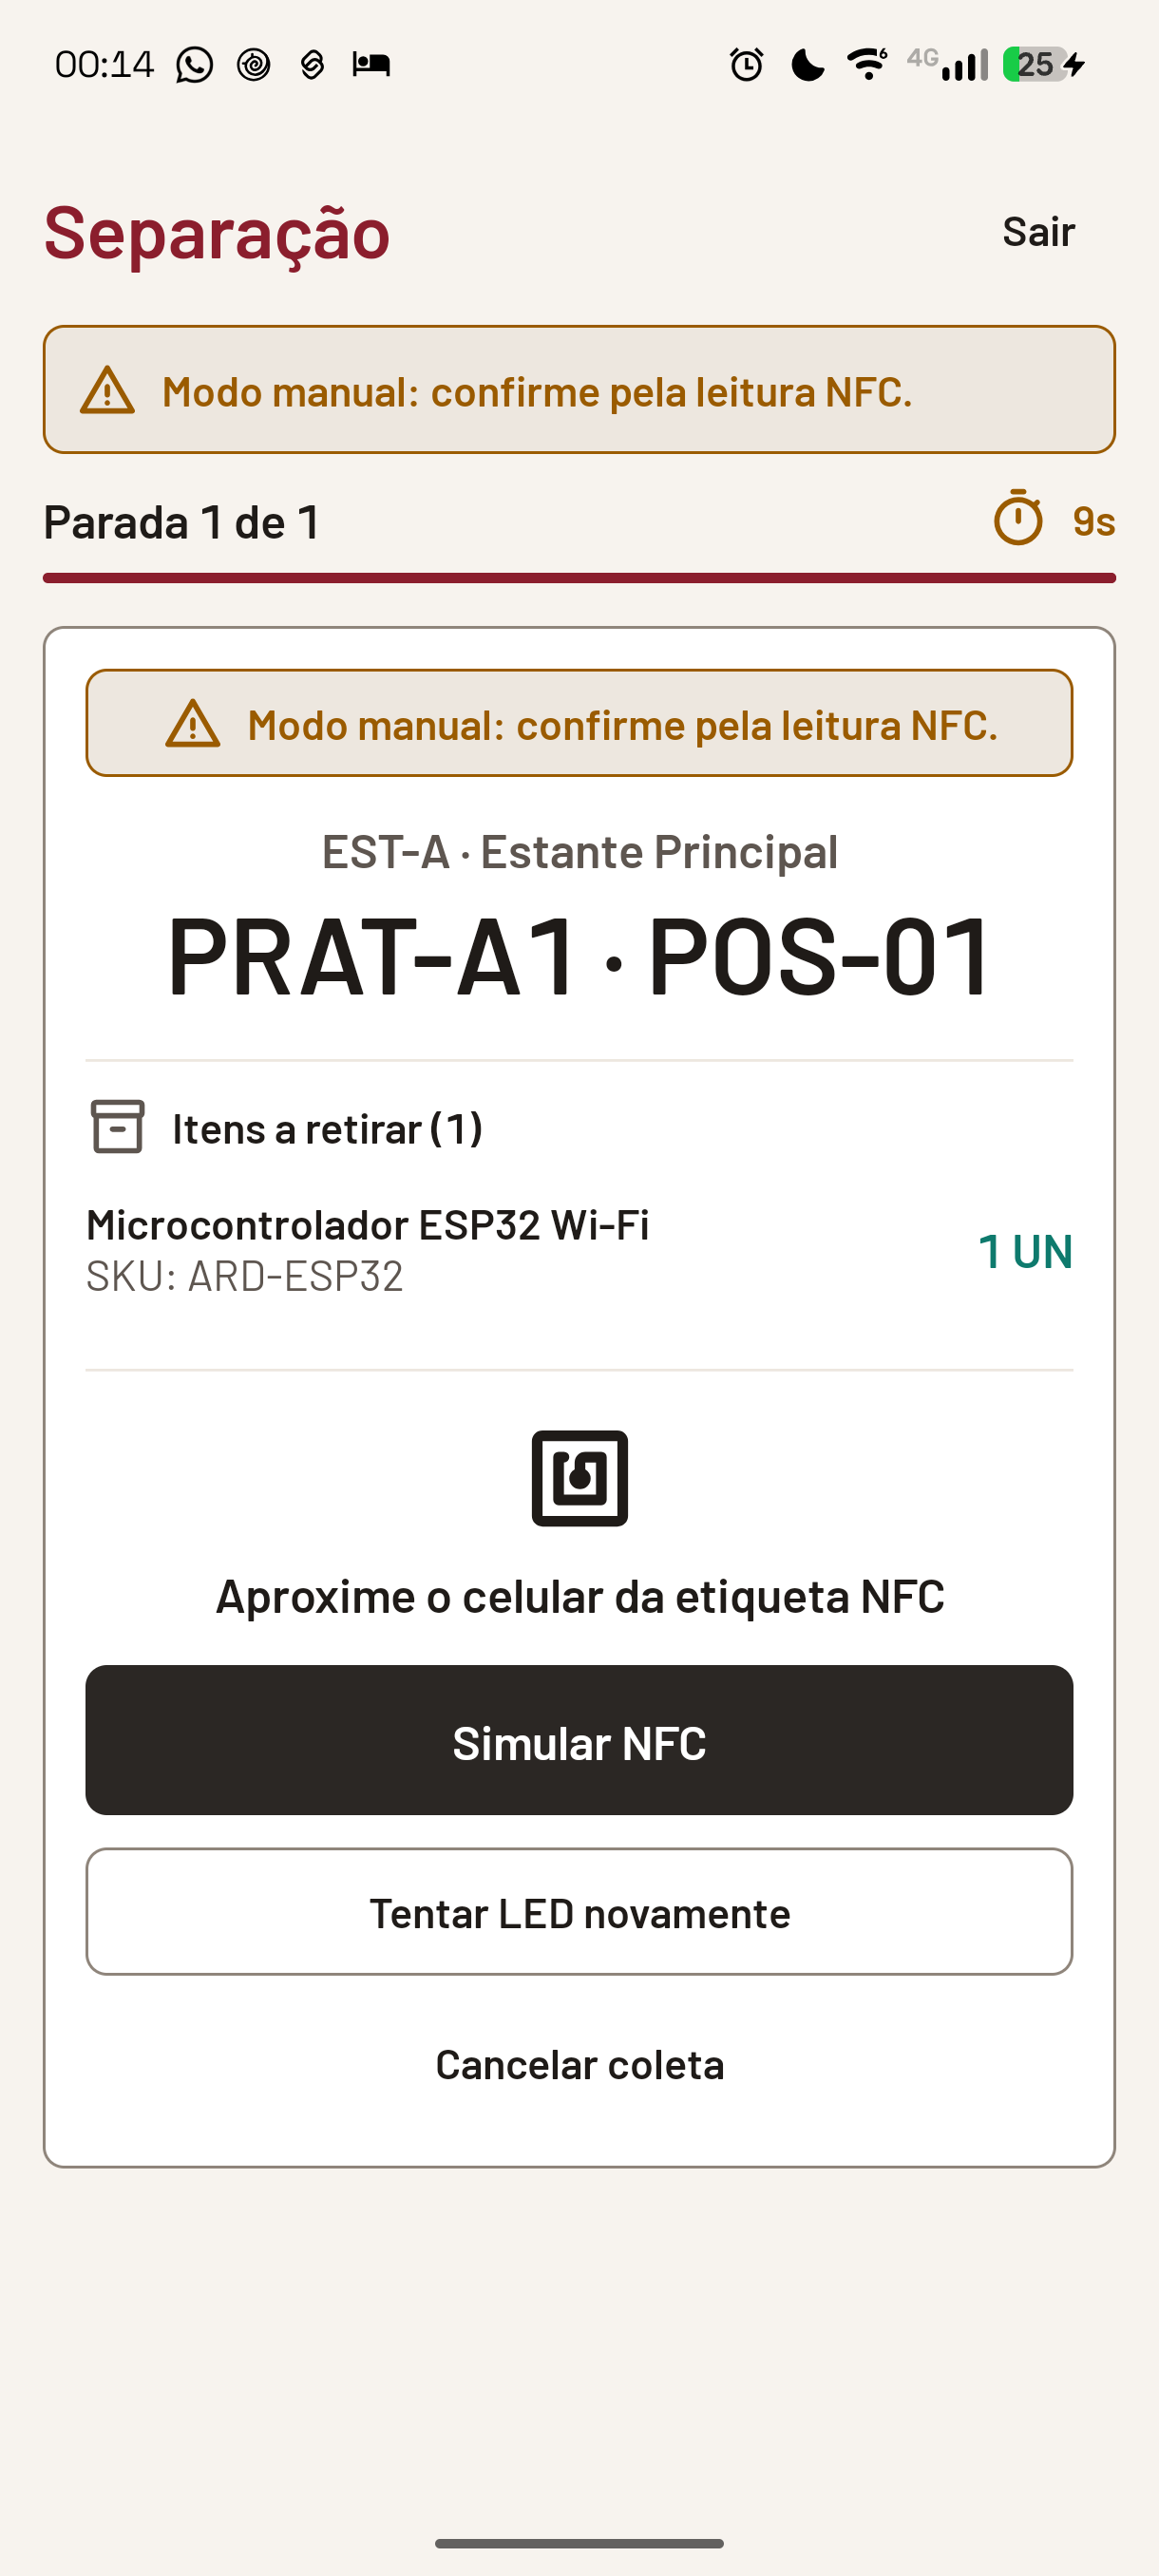 00:14
4G
25
Separação
Sair
Modo manual: confirme pela leitura NFC.
Parada 1 de 1
9s
Modo manual: confirme pela leitura NFC.
EST-A · Estante Principal
PRAT-A1 · POS-01
Itens a retirar (1)
Microcontrolador ESP32 Wi-Fi
SKU: ARD-ESP32
1 UN
Aproxime o celular da etiqueta NFC
Simular NFC
Tentar LED novamente
Cancelar coleta